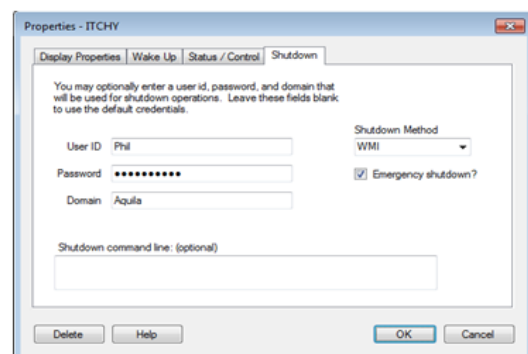 Properties - ITCHY
Display Properties Wake Up Status / Control Shutdown
You may optionally enter a user id, password, and domain that
will be used for shutdown operations. Leave these fields blank
to use the default credentials.
Shutdown Method
User ID Phil WMI
Password •••••••••• Emergency shutdown?
Domain Aquila
Shutdown command line: (optional)
Delete Help OK Cancel